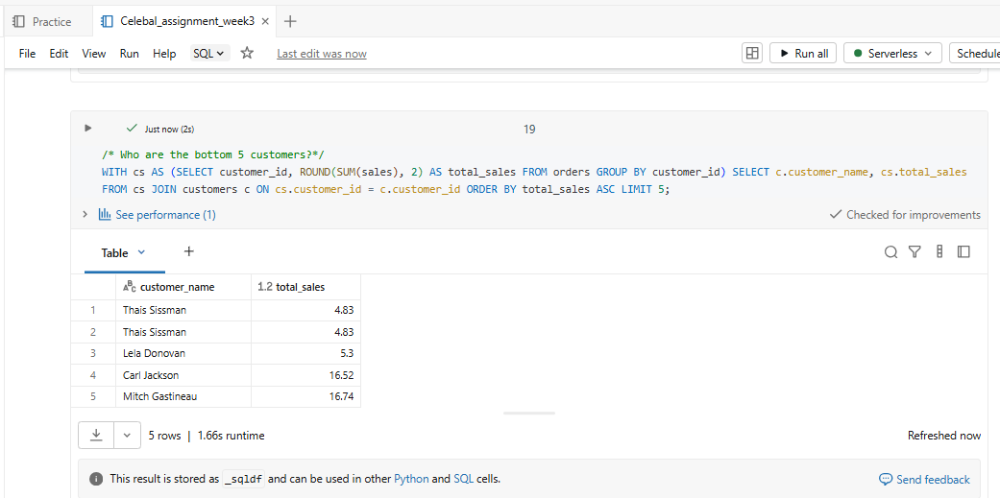 Practice
Celebal_assignment_week3
File Edit View Run Help SQL Last edit was now Run all Serverless Schedule
Just now (2s) 19
/* Who are the bottom 5 customers?*/
WITH cs AS (SELECT customer_id, ROUND(SUM(sales), 2) AS total_sales FROM orders GROUP BY customer_id) SELECT c.customer_name, cs.total_sales
FROM cs JOIN customers c ON cs.customer_id = c.customer_id ORDER BY total_sales ASC LIMIT 5;
See performance (1) Checked for improvements
Table
customer_name 1.2 total_sales
1 Thais Sissman 4.83
2 Thais Sissman 4.83
3 Lela Donovan 5.3
4 Carl Jackson 16.52
5 Mitch Gastineau 16.74
5 rows | 1.66s runtime Refreshed now
This result is stored as _sqldf and can be used in other Python and SQL cells. Send feedback